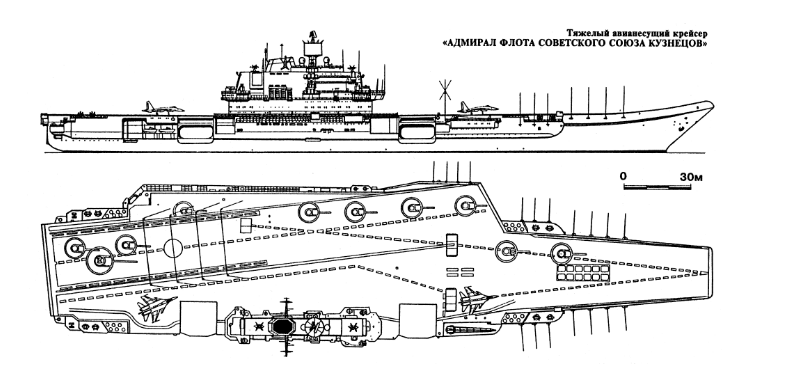 Тяжелый авианесущий крейсер
«АДМИРАЛ ФЛОТА СОВЕТСКОГО СОЮЗА КУЗНЕЦОВ»
0 30м